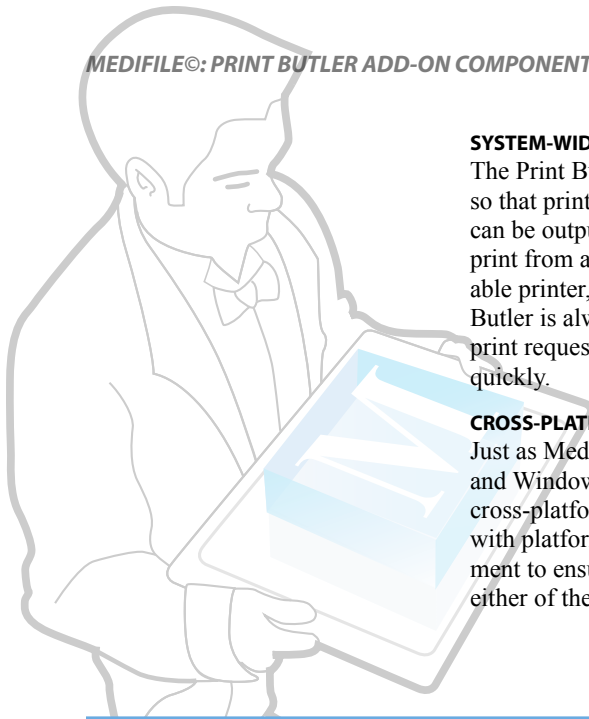 MEDIFILE©: PRINT BUTLER ADD-ON COMPONENT
SYSTEM-WID
The Print Bu
so that print
can be outpu
print from a
able printer,
Butler is alw
print reques
quickly.
CROSS-PLAT
Just as Med
and Window
cross-platfo
with platfor
ment to ensu
either of the
M